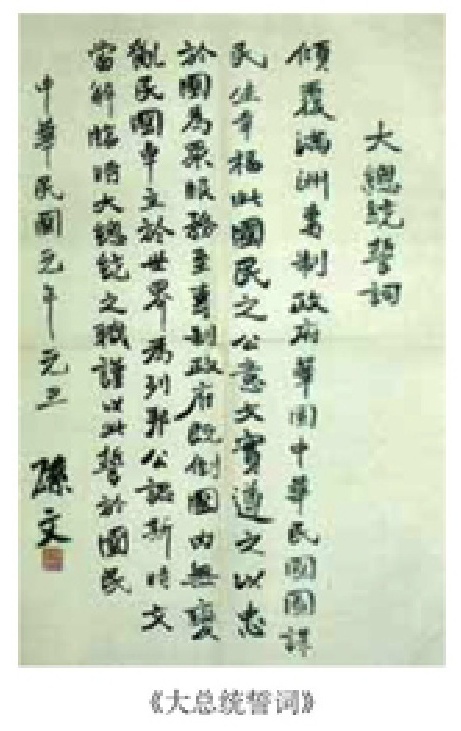 大總統誓詞
傾覆滿洲專制政府鞏固中華民國圖謀
民生幸福此國民之公意文實遵之以忠
於國為眾服務至專制政府既倒國內無變
亂民國卓立於世界為列邦公認斯時文
當解臨時大總統之職謹以此誓於國民
中華民國元年元旦 孫文
《大总统誓词》